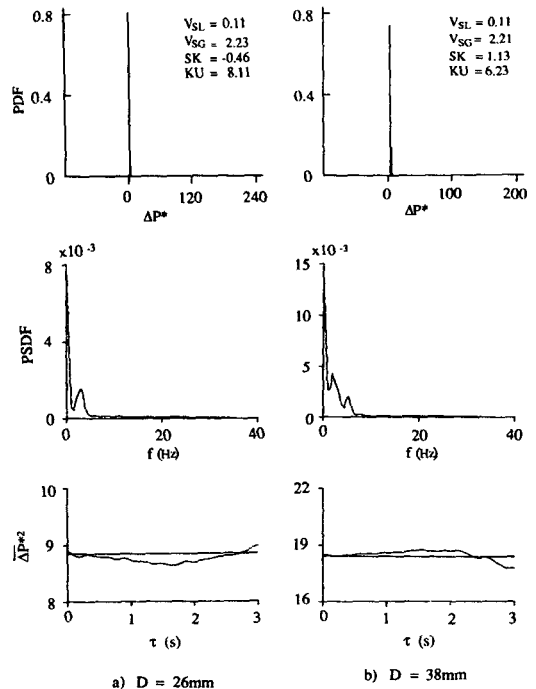 0.8
0.4
0
PDF
V_SL = 0.11
V_SG = 2.23
SK = -0.46
KU = 8.11
0 120 240
ΔP*
0.8
0.4
0
V_SL = 0.11
V_SG = 2.21
SK = 1.13
KU = 6.23
0 100 200
ΔP*
x10 -3
8
4
0
PSDF
0 20 40
f (Hz)
x10 -3
15
10
5
0
0 20 40
f (Hz)
10
9
8
ΔP*2
0 1 2 3
τ (s)
22
18
16
0 1 2 3
τ (s)
a) D = 26mm
b) D = 38mm